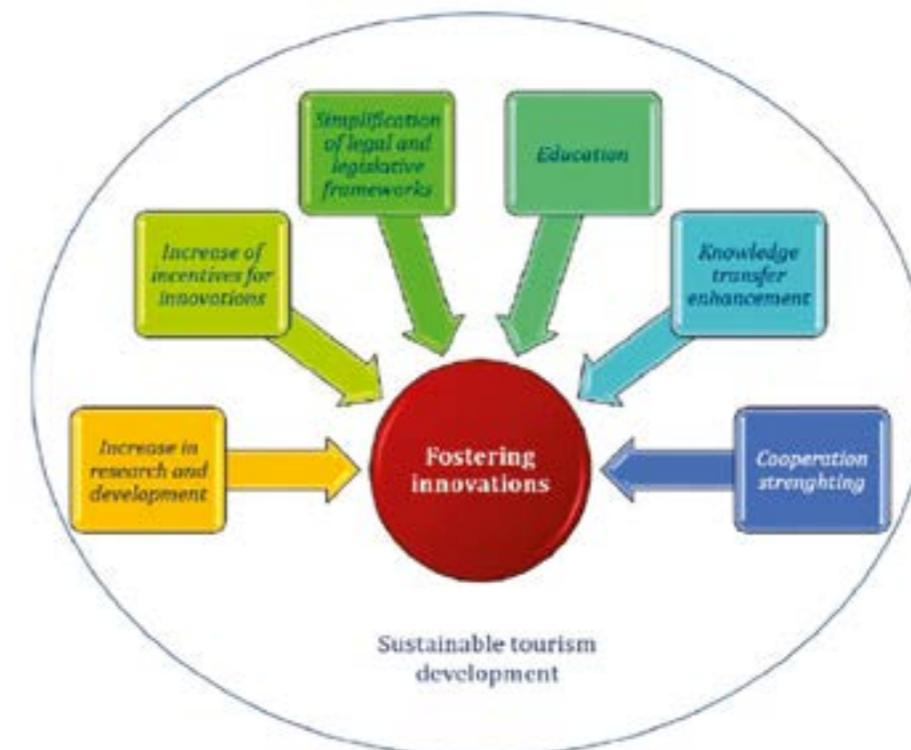 Simplification
of legal and
legislative
frameworks
Education
Increase of
incentives for
innovations
Knowledge
transfer
enhancement
Increase in
research and
development
Fostering
innovations
Cooperation
strenghting
Sustainable tourism
development